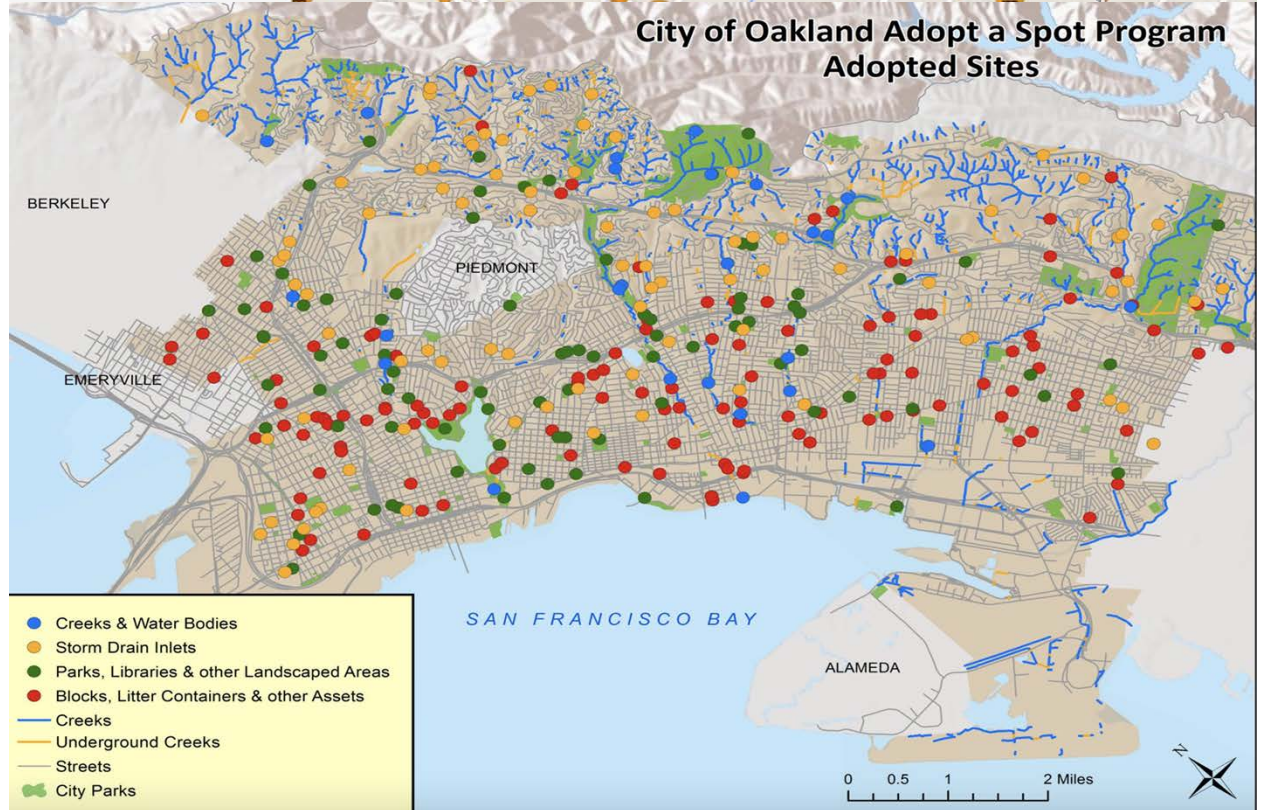 City of Oakland Adopt a Spot Program
Adopted Sites
BERKELEY
PIEDMONT
EMERYVILLE
SAN FRANCISCO BAY
ALAMEDA
Creeks & Water Bodies
Storm Drain Inlets
Parks, Libraries & other Landscaped Areas
Blocks, Litter Containers & other Assets
Creeks
Underground Creeks
Streets
City Parks
N
0 0.5 1 2 Miles